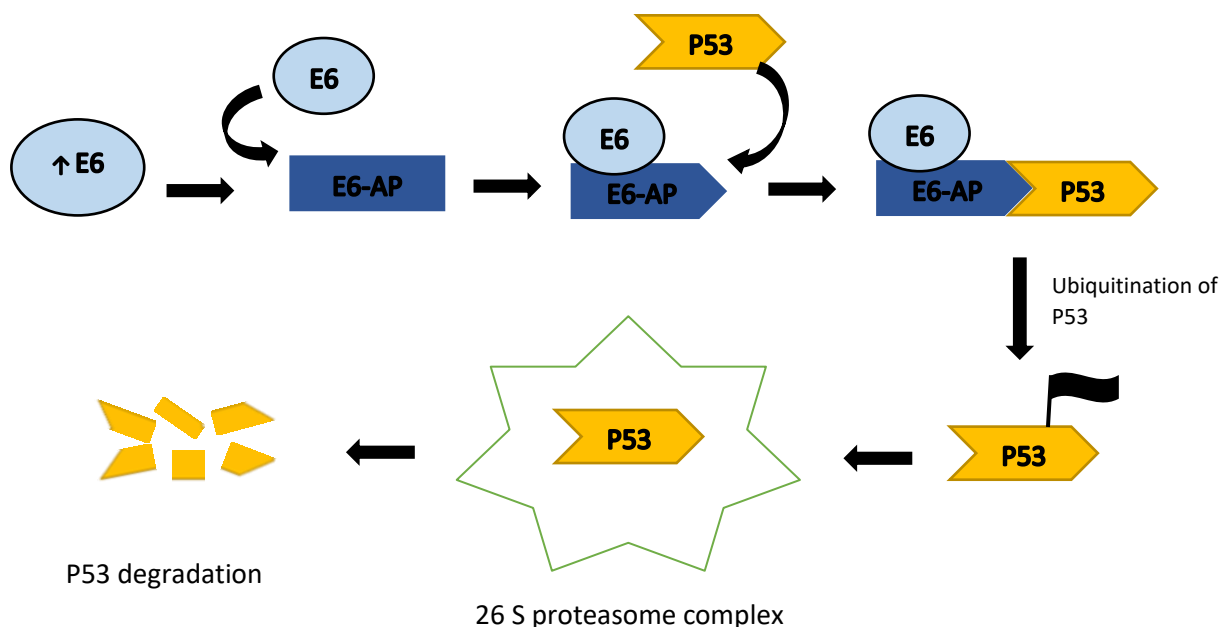 P53
E6
E6
E6
↑ E6
E6-AP
E6-AP
E6-AP
P53
Ubiquitination of
P53
P53
P53
P53 degradation
26 S proteasome complex